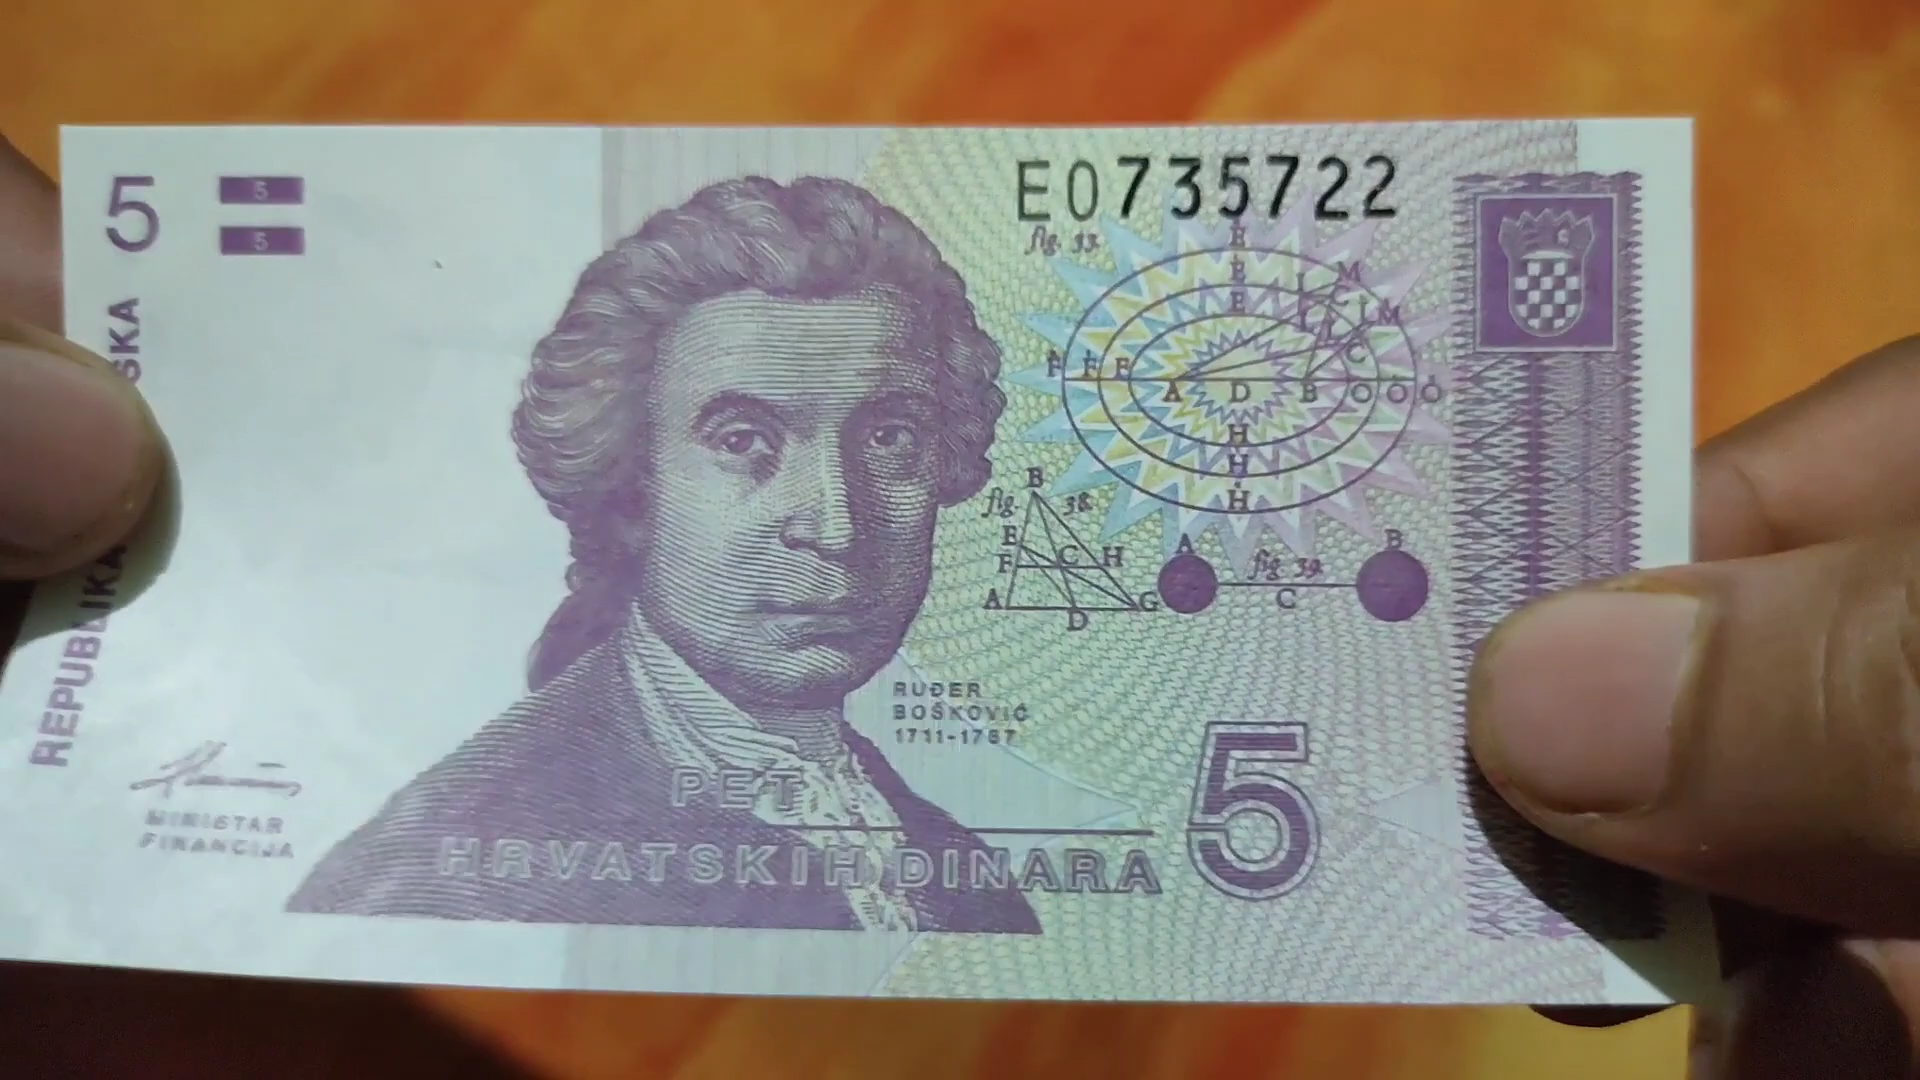 5
5
5
E0735722
fig. 33.
E
E
E
M
M
F F F
A D B O O O
C
H
H
H
B
fig. 38.
E
F C H
A D G
A B
fig. 39.
C
RUĐER
BOŠKOVIĆ
1711-1787
PET
HRVATSKIH DINARA
5
MINISTAR
FINANCIJA
REPUBLIKA
SKA